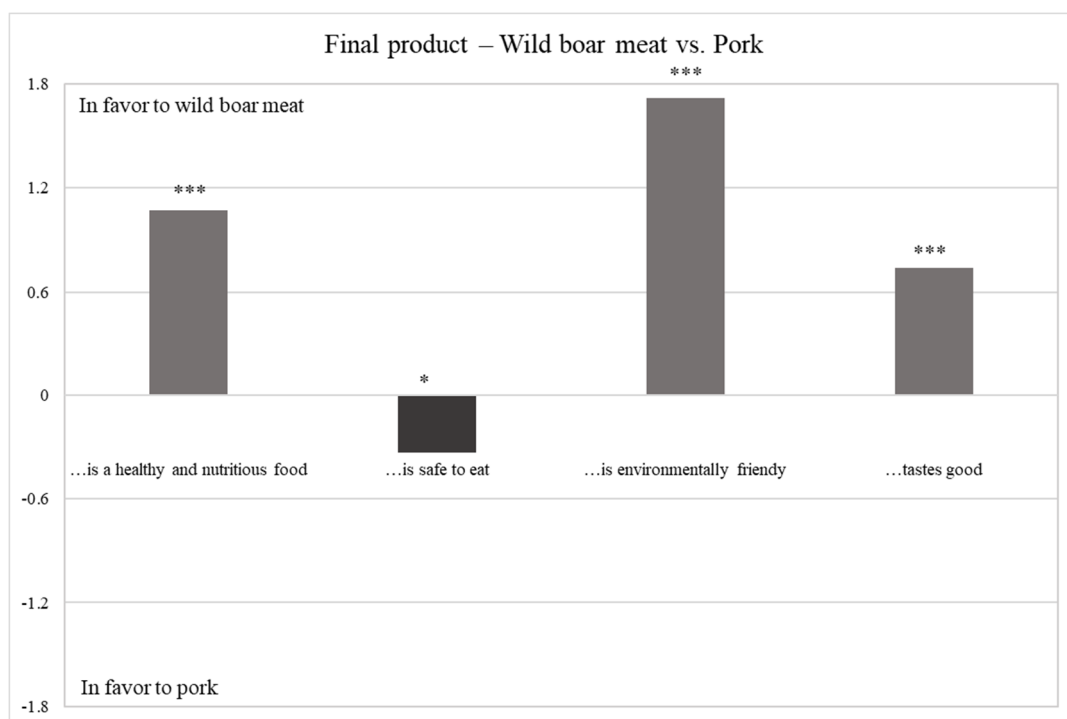 Final product – Wild boar meat vs. Pork
***
1.8
In favor to wild boar meat
1.2
***
***
0.6
0
*
…is a healthy and nutritious food
…is safe to eat
…is environmentally friendy
…tastes good
-0.6
-1.2
In favor to pork
-1.8